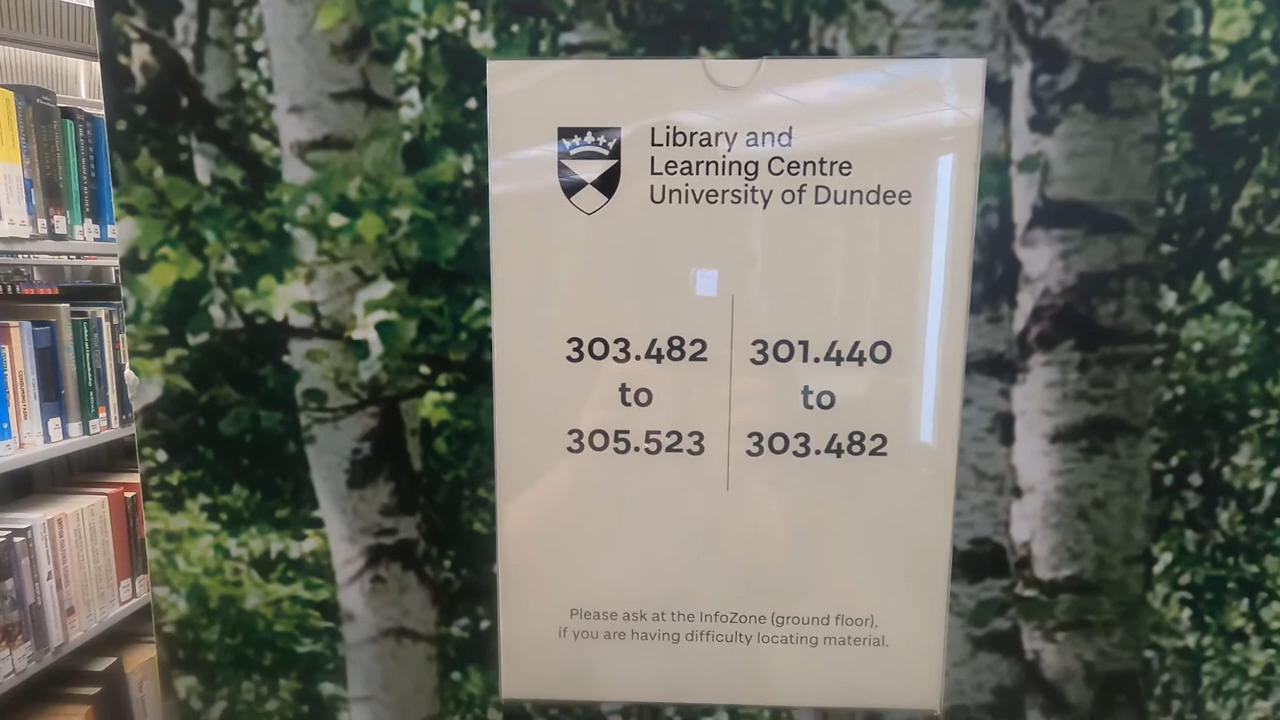 Library and
Learning Centre
University of Dundee
303.482
to
305.523
301.440
to
303.482
Please ask at the InfoZone (ground floor),
if you are having difficulty locating material.